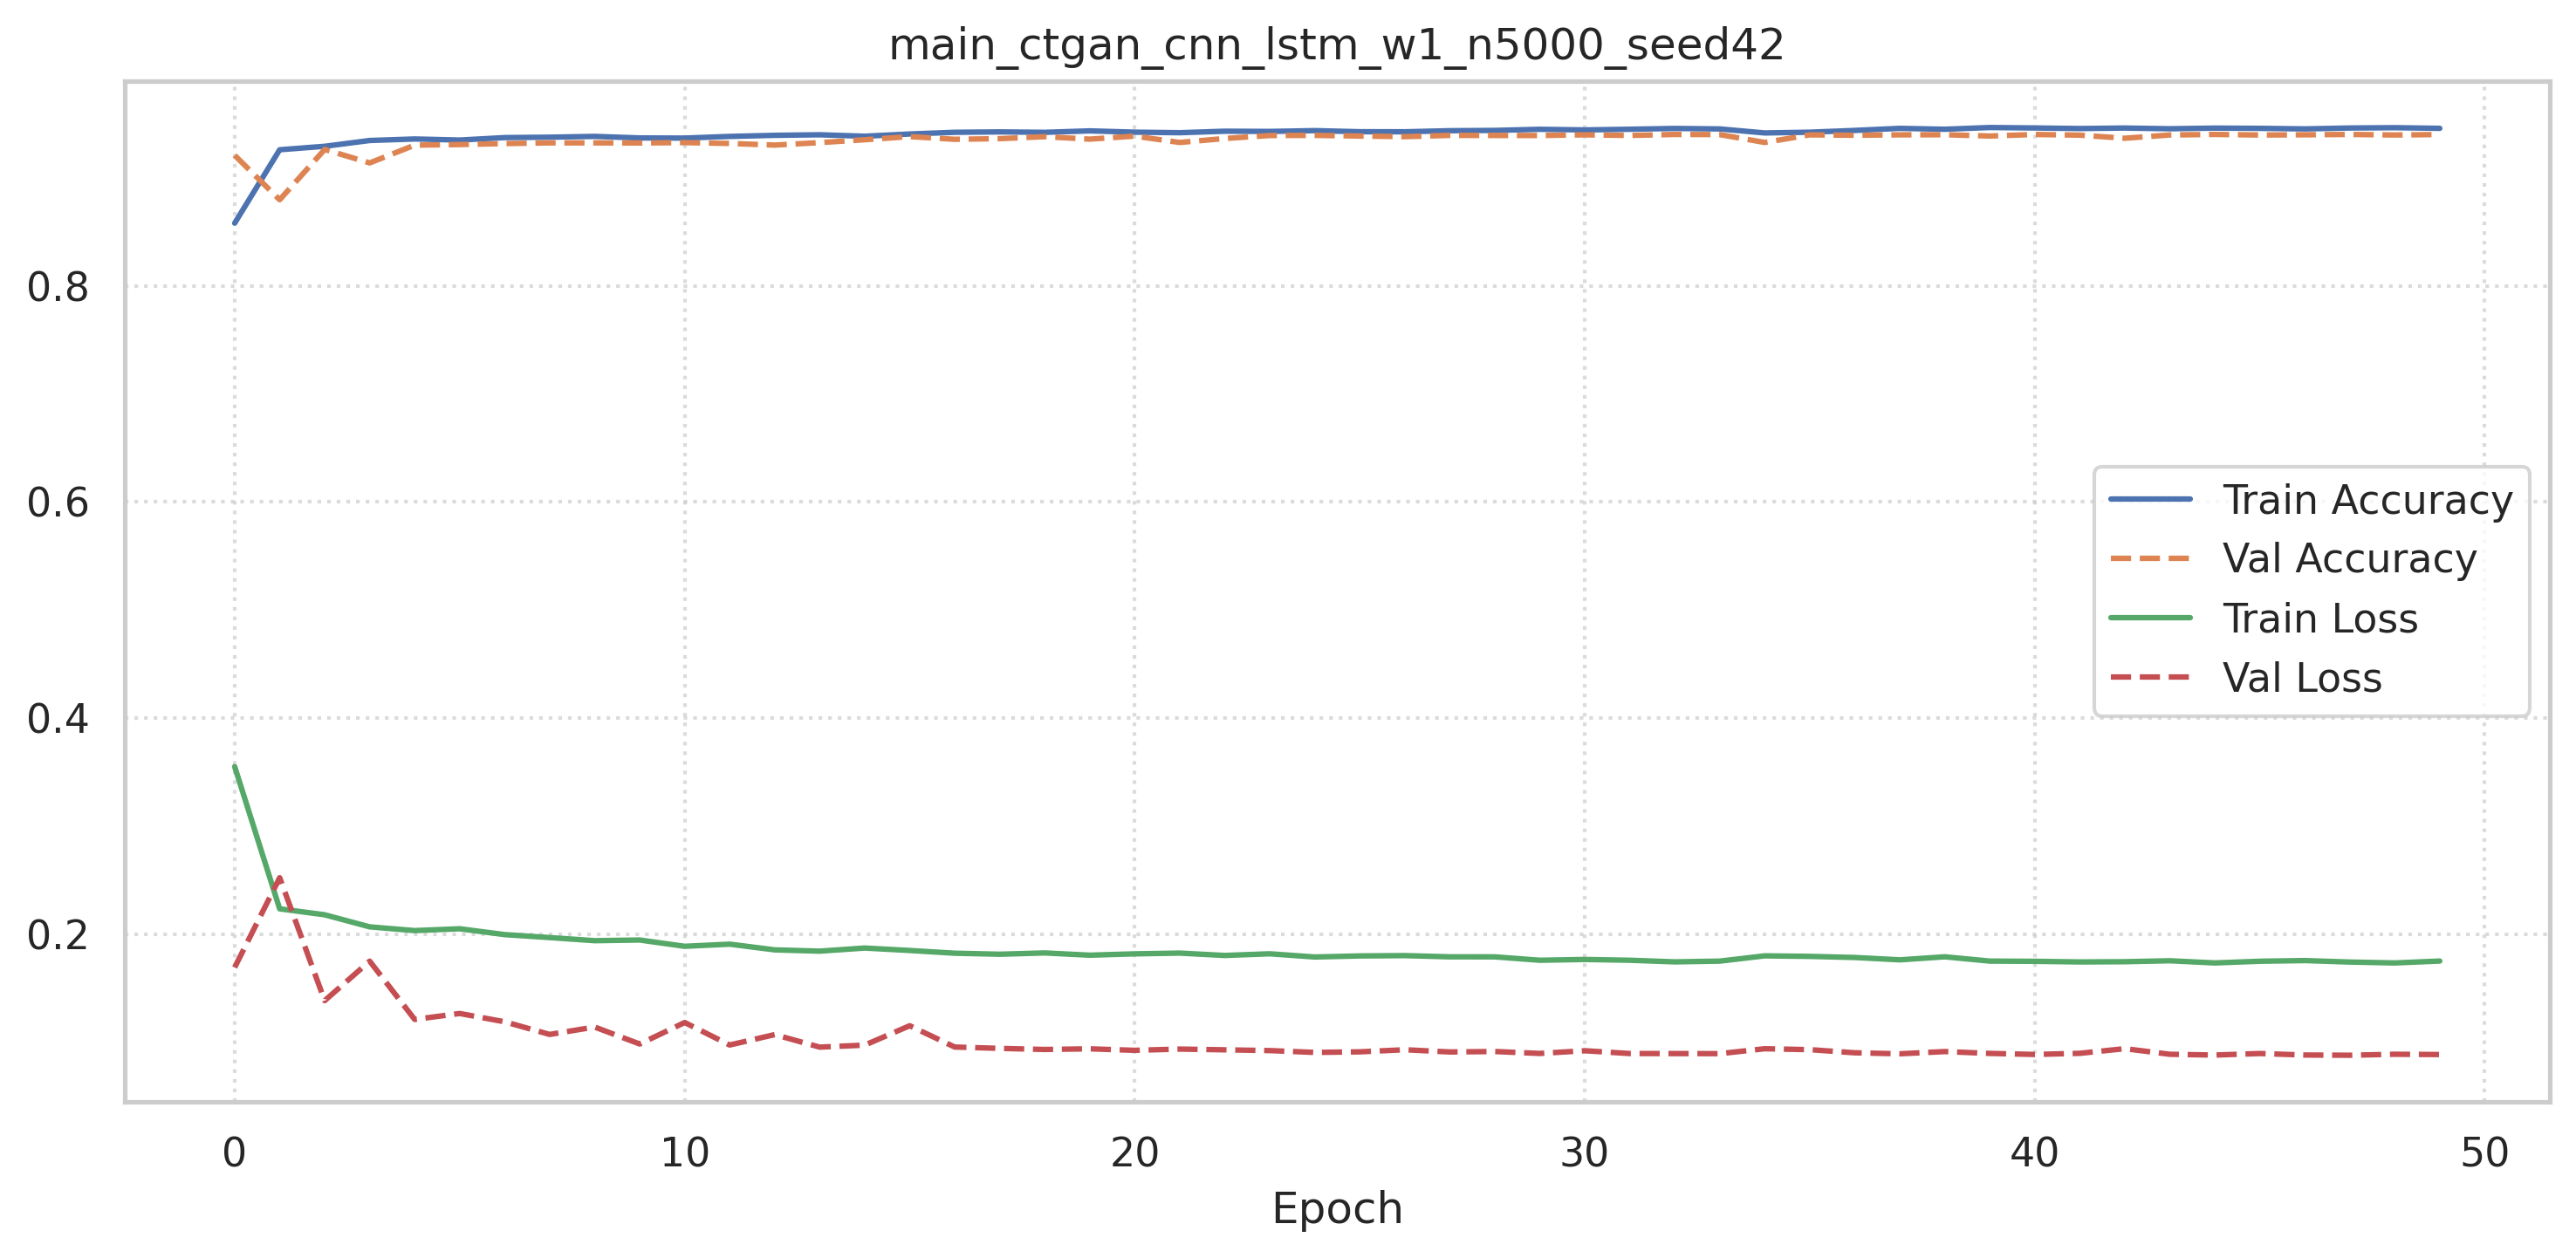 main_ctgan_cnn_lstm_w1_n5000_seed42
0.8
0.6
0.4
0.2
Train Accuracy
Val Accuracy
Train Loss
Val Loss
0 10 20 30 40 50
Epoch